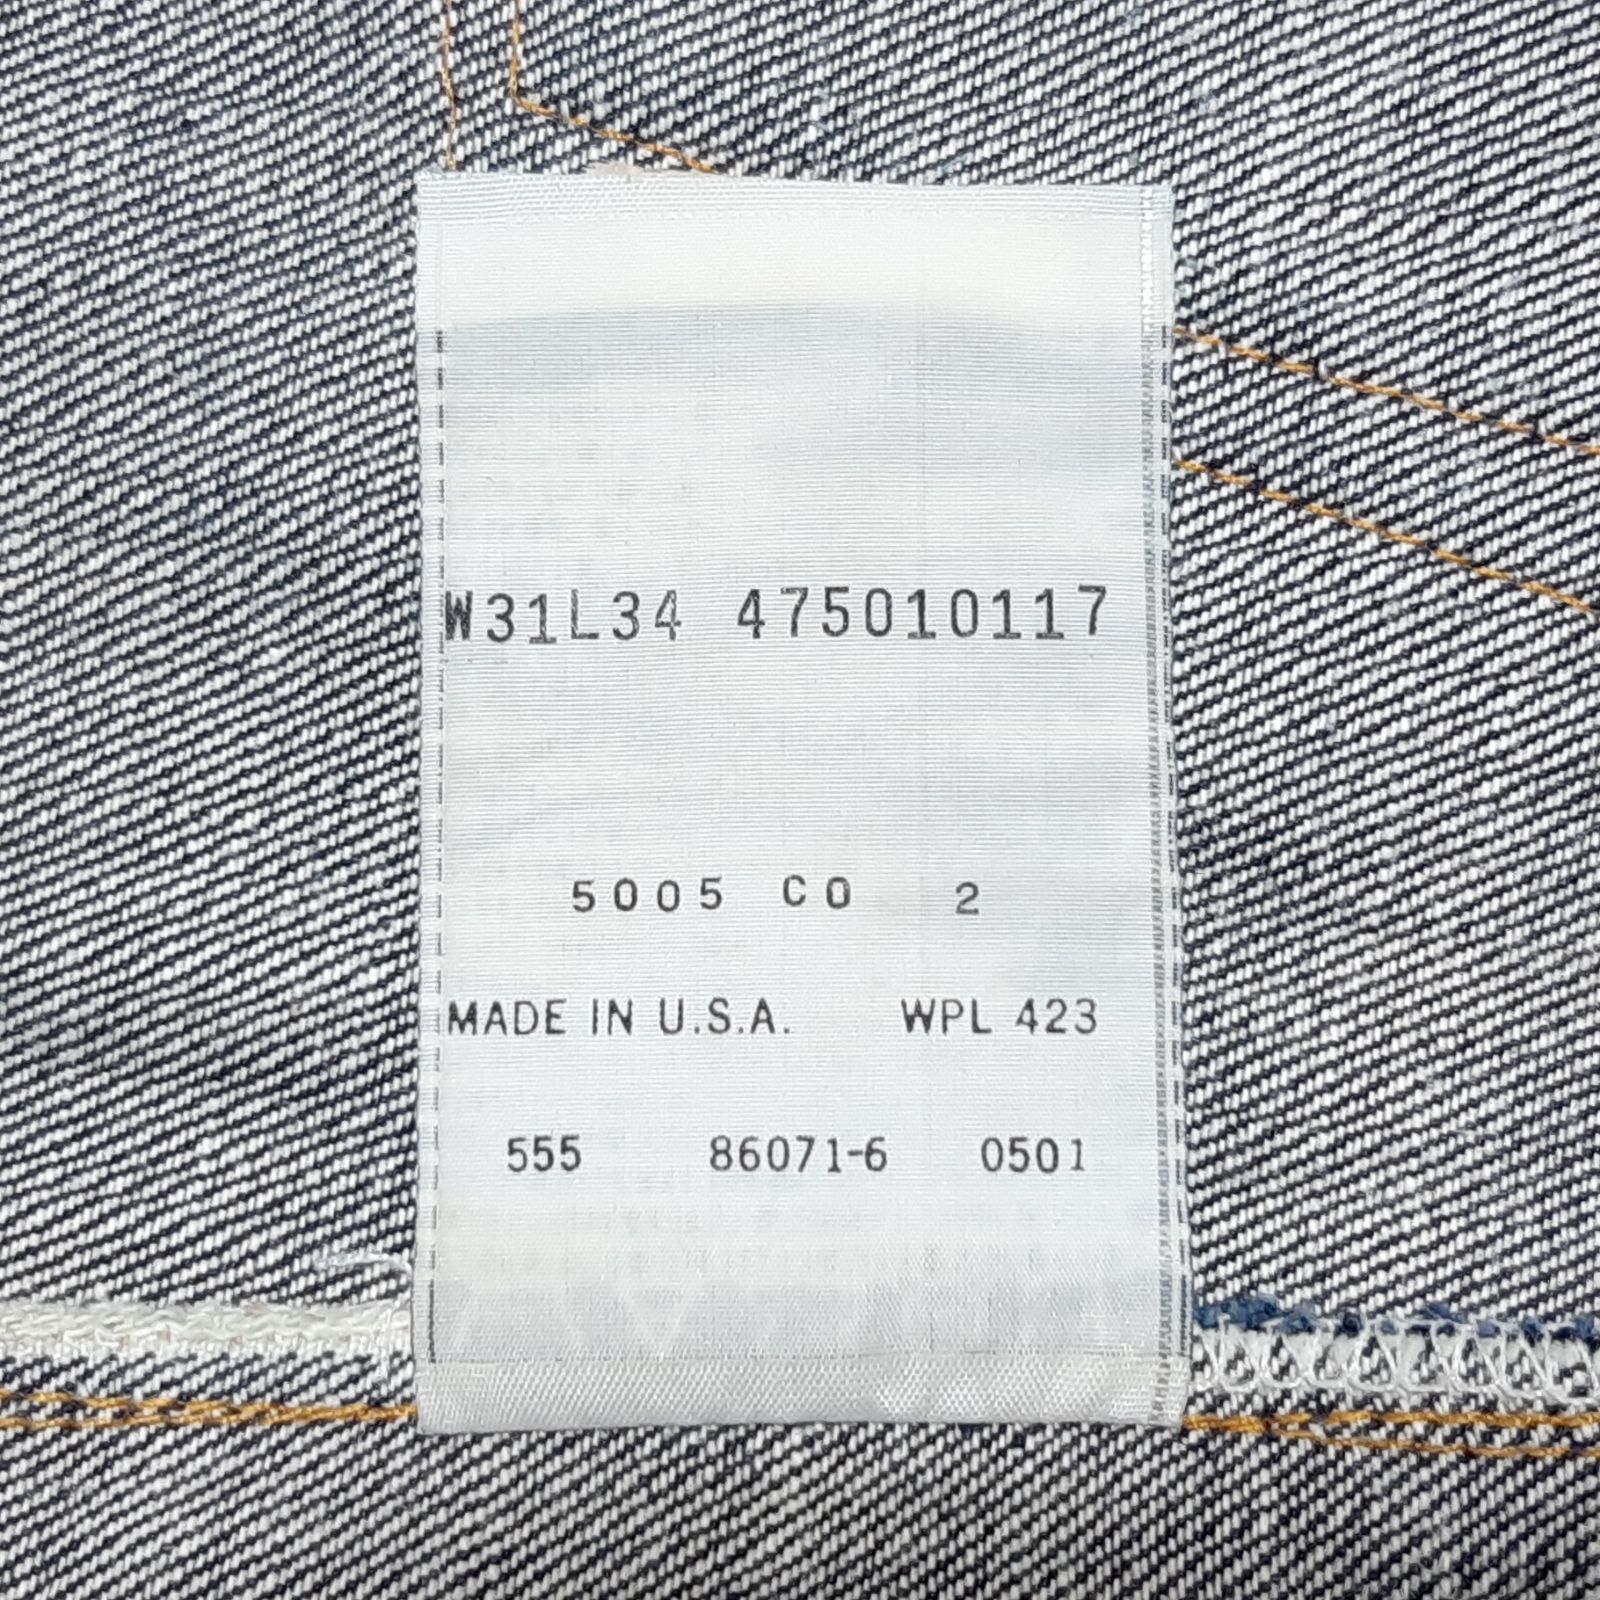 W31L34 475010117
5005 CO 2
MADE IN U.S.A. WPL 423
555 86071-6 0501